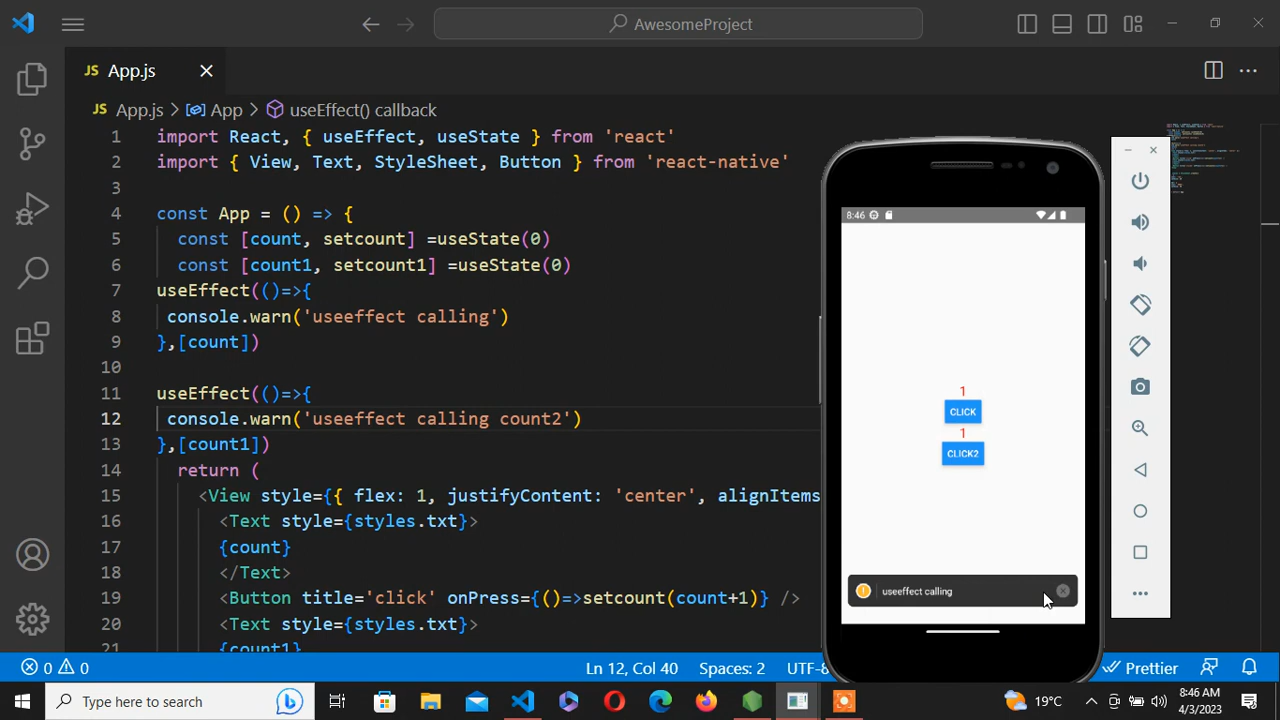 AwesomeProject
JS App.js
JS App.js > App > useEffect() callback
1 import React, { useEffect, useState } from 'react'
2 import { View, Text, StyleSheet, Button } from 'react-native'
3
4 const App = () => {
5 const [count, setcount] =useState(0)
6 const [count1, setcount1] =useState(0)
7 useEffect(()=>{
8 console.warn('useeffect calling')
9 },[count])
10
11 useEffect(()=>{
12 console.warn('useeffect calling count2')
13 },[count1])
14 return (
15 <View style={{ flex: 1, justifyContent: 'center', alignItems
16 <Text style={styles.txt}>
17 {count}
18 </Text>
19 <Button title='click' onPress={()=>setcount(count+1)} />
20 <Text style={styles.txt}>
21 {count1}
8:46
1
CLICK
1
CLICK2
useeffect calling
0 0
Ln 12, Col 40
Spaces: 2
UTF-8
Prettier
Type here to search
19°C
8:46 AM
4/3/2023